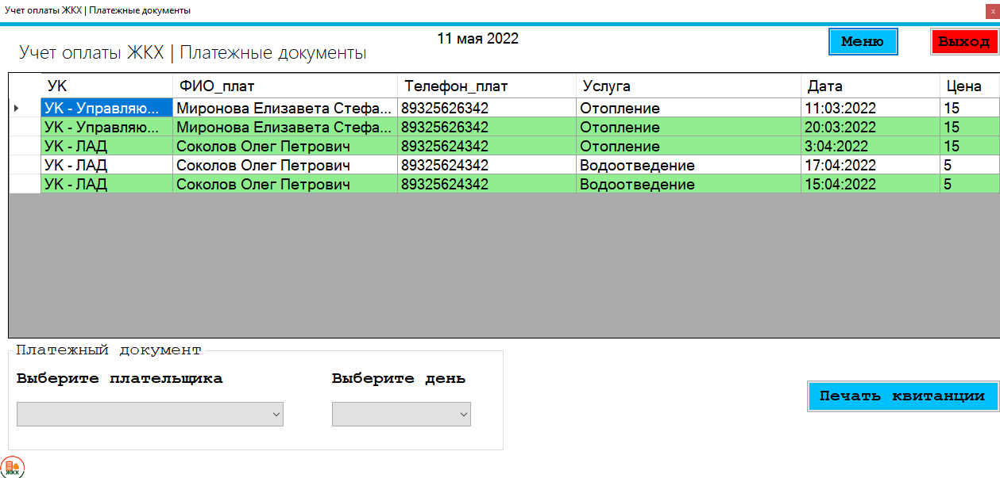 Учет оплаты ЖКХ | Платежные документы
x
11 мая 2022
Меню
Выход
Учет оплаты ЖКХ | Платежные документы
УК ФИО_плат Телефон_плат Услуга Дата Цена
УК - Управляю... Миронова Елизавета Стефа... 89325626342 Отопление 11:03:2022 15
УК - Управляю... Миронова Елизавета Стефа... 89325626342 Отопление 20:03:2022 15
УК - ЛАД Соколов Олег Петрович 89325624342 Отопление 3:04:2022 15
УК - ЛАД Соколов Олег Петрович 89325624342 Водоотведение 17:04:2022 5
УК - ЛАД Соколов Олег Петрович 89325624342 Водоотведение 15:04:2022 5
Платежный документ
Выберите плательщика Выберите день
Печать квитанции
ЖКХ